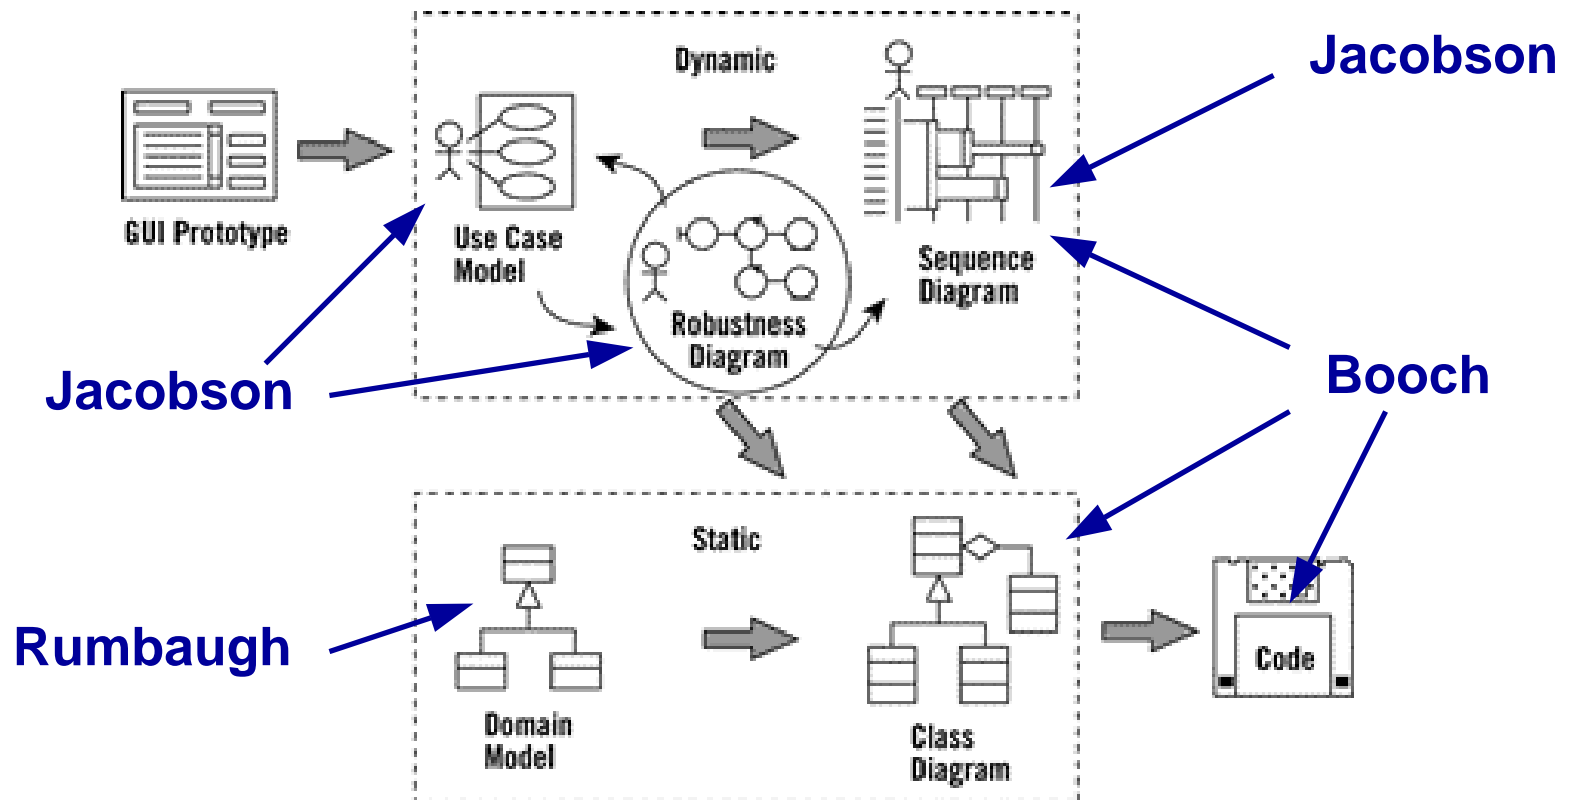 Dynamic
Jacobson
GUI Prototype
Use Case
Model
Sequence
Diagram
Robustness
Diagram
Jacobson
Booch
Static
Rumbaugh
Code
Domain
Model
Class
Diagram